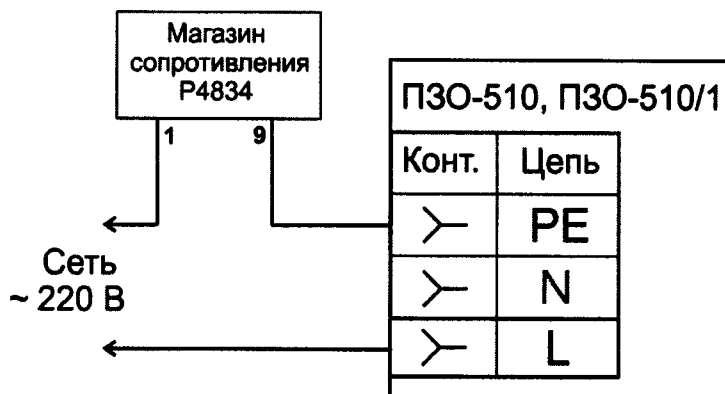 Магазин
сопротивления
Р4834
1 9
ПЗО-510, ПЗО-510/1
Конт. Цепь
PE
N
L
Сеть
~ 220 В